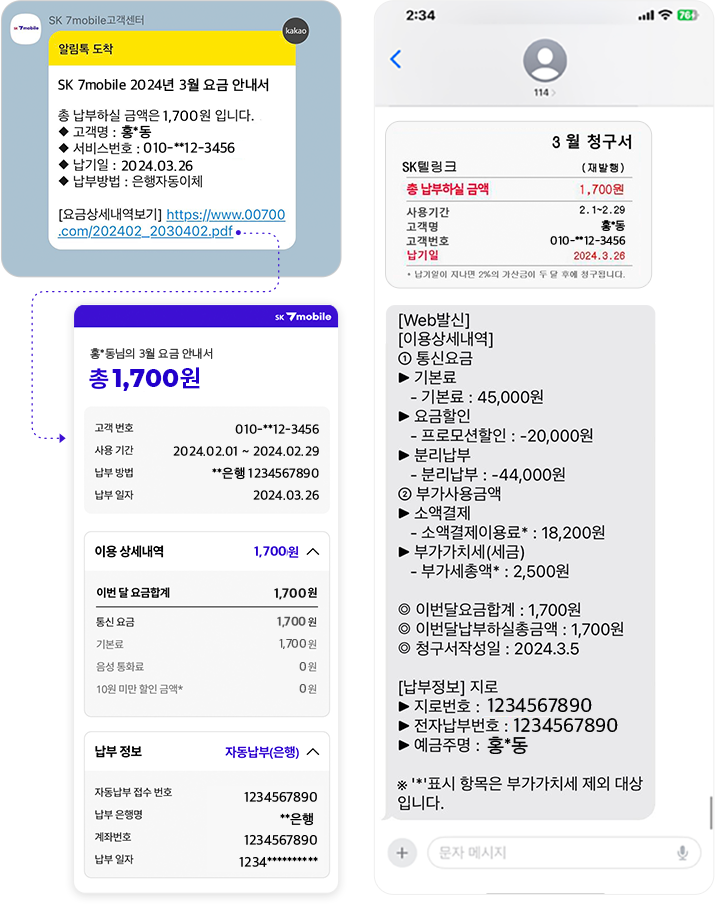 SK 7mobile고객센터
SK 7mobile
kakao
알림톡 도착
SK 7mobile 2024년 3월 요금 안내서
총 납부하실 금액은 1,700원 입니다.
◆ 고객명 : 홍*동
◆ 서비스번호 : 010-**12-3456
◆ 납기일 : 2024.03.26
◆ 납부방법 : 은행자동이체
[요금상세내역보기] https://www.00700
.com/202402_2030402.pdf
SK 7mobile
홍*동님의 3월 요금 안내서
총 1,700원
고객 번호 010-**12-3456
사용 기간 2024.02.01 ~ 2024.02.29
납부 방법 **은행 1234567890
납부 일자 2024.03.26
이용 상세내역 1,700원
이번 달 요금합계 1,700원
통신 요금 1,700 원
기본료 1,700 원
음성 통화료 0 원
10원 미만 할인 금액* 0 원
납부 정보 자동납부(은행)
자동납부 접수 번호 1234567890
납부 은행명 **은행
계좌번호 1234567890
납부 일자 1234**********
2:34 76
114 >
3 월 청구서
SK텔링크 (재발행)
총 납부하실 금액 1,700원
사용기간 2.1~2.29
고객명 홍*동
고객번호 010-**12-3456
납기일 2024.3.26
* 납기일이 지나면 2%의 가산금이 두 달 후에 청구됩니다.
[Web발신]
[이용상세내역]
① 통신요금
▶ 기본료
- 기본료 : 45,000원
▶ 요금할인
- 프로모션할인 : -20,000원
▶ 분리납부
- 분리납부 : -44,000원
② 부가사용금액
▶ 소액결제
- 소액결제이용료* : 18,200원
▶ 부가가치세(세금)
- 부가세총액* : 2,500원
◎ 이번달요금합계 : 1,700원
◎ 이번달납부하실총금액 : 1,700원
◎ 청구서작성일 : 2024.3.5
[납부정보] 지로
▶ 지로번호 : 1234567890
▶ 전자납부번호 : 1234567890
▶ 예금주명 : 홍*동
※ '*'표시 항목은 부가가치세 제외 대상
입니다.
문자 메시지